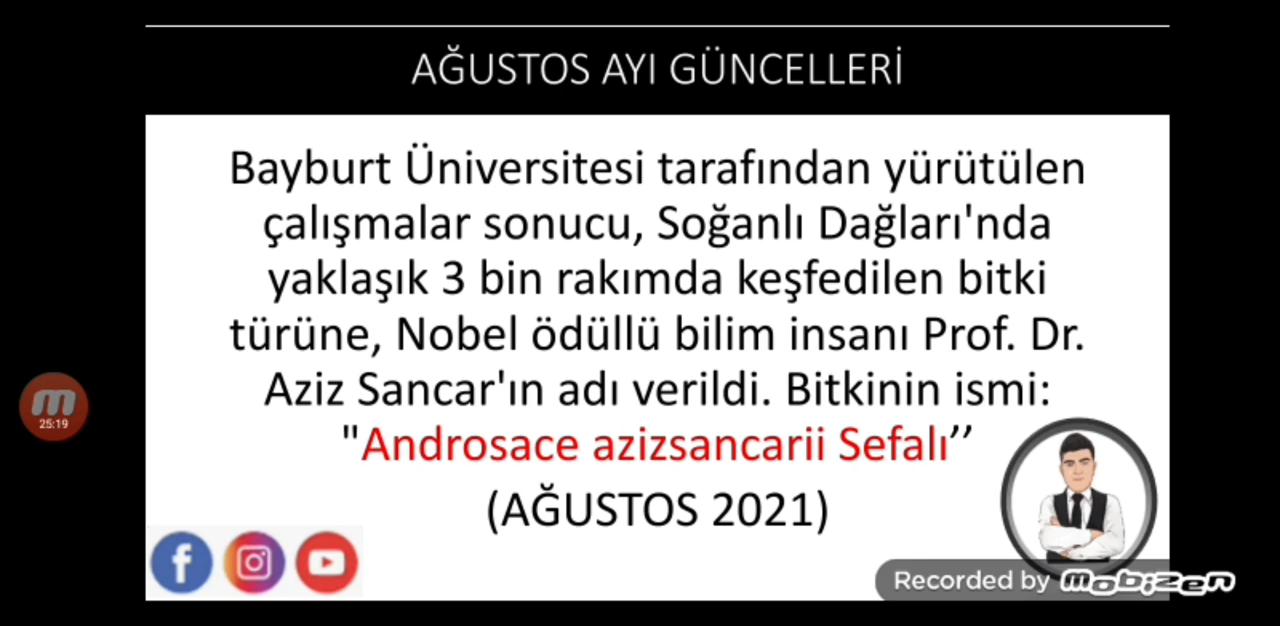 AĞUSTOS AYI GÜNCELLERİ
Bayburt Üniversitesi tarafından yürütülen
çalışmalar sonucu, Soğanlı Dağları'nda
yaklaşık 3 bin rakımda keşfedilen bitki
türüne, Nobel ödüllü bilim insanı Prof. Dr.
Aziz Sancar'ın adı verildi. Bitkinin ismi:
"Androsace azizsancarii Sefalı’’
(AĞUSTOS 2021)
m
25:19
f
Recorded by mobizen